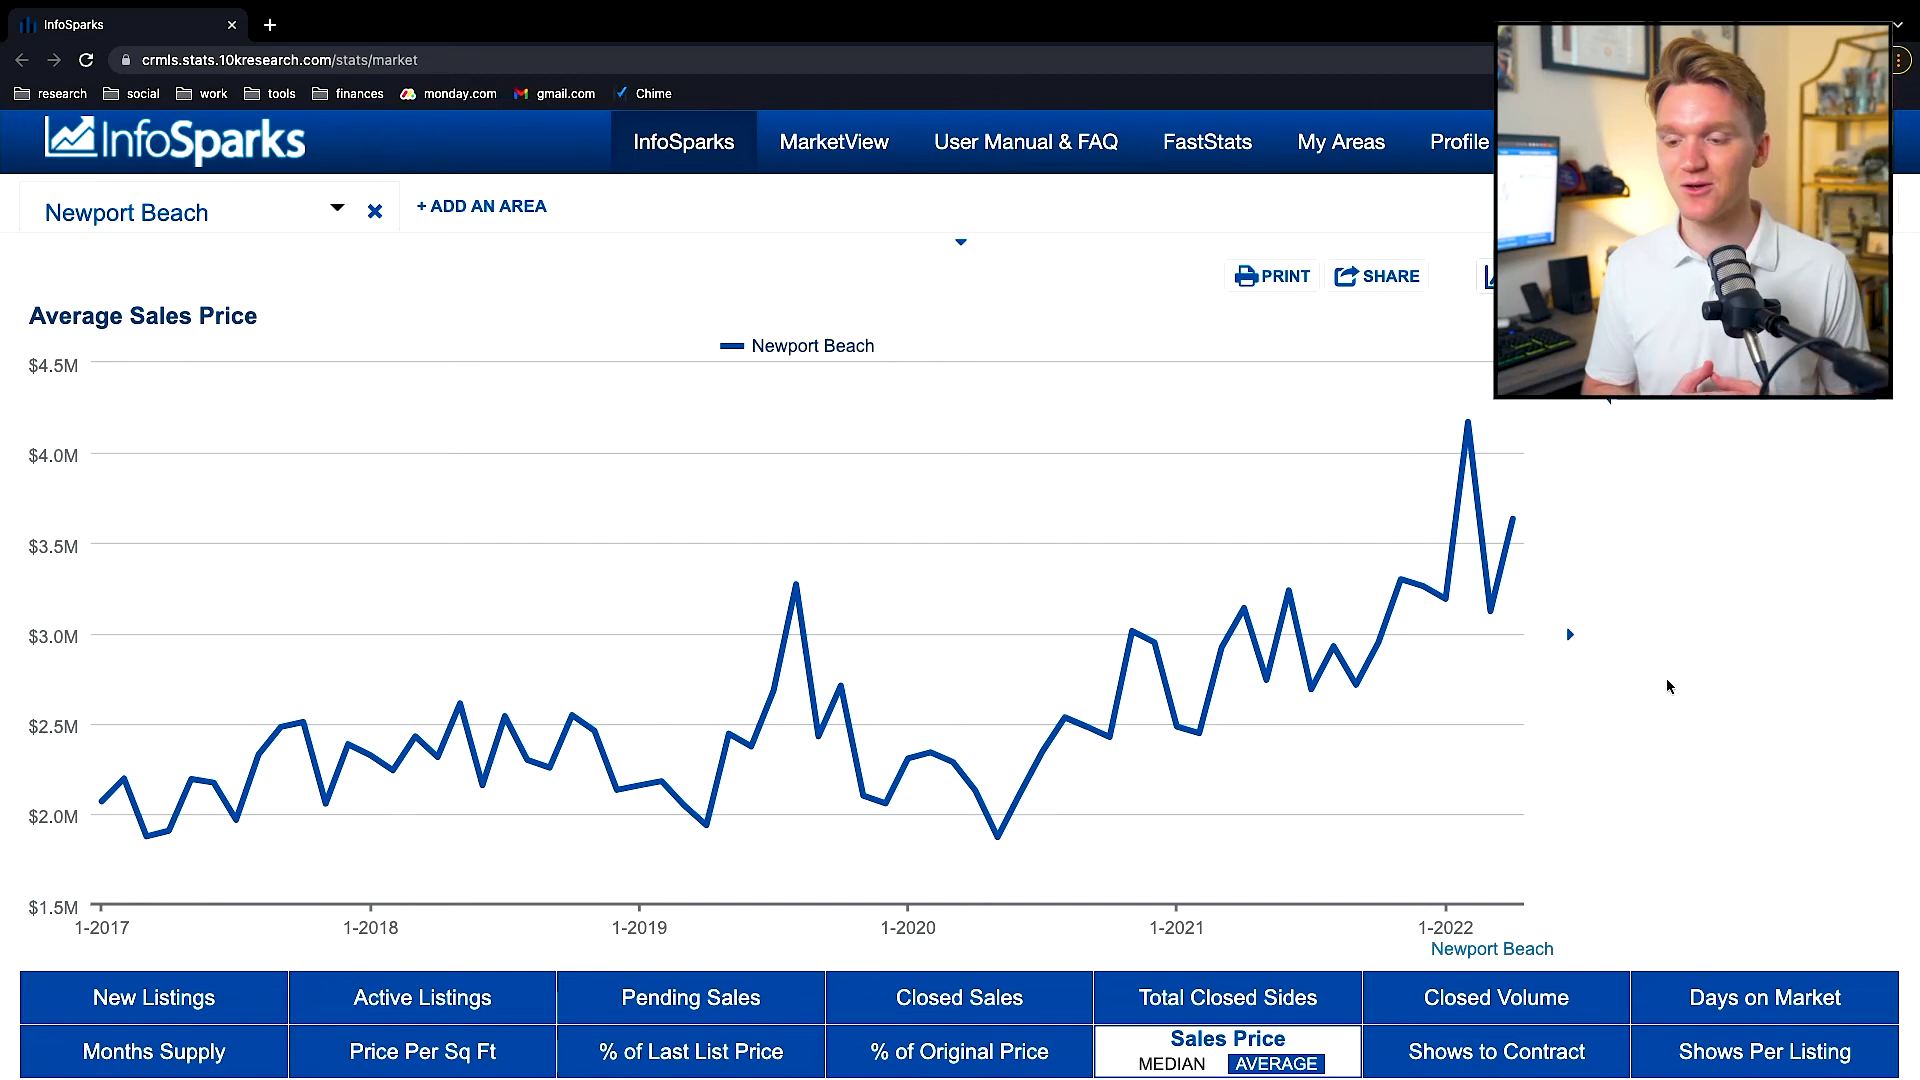 InfoSparks
crmls.stats.10kresearch.com/stats/market
research social work tools finances monday.com gmail.com Chime
InfoSparks InfoSparks MarketView User Manual & FAQ FastStats My Areas Profile
Newport Beach + ADD AN AREA
PRINT SHARE
Average Sales Price
Newport Beach
$4.5M
$4.0M
$3.5M
$3.0M
$2.5M
$2.0M
$1.5M
1-2017 1-2018 1-2019 1-2020 1-2021 1-2022
Newport Beach
New Listings Active Listings Pending Sales Closed Sales Total Closed Sides Closed Volume Days on Market
Months Supply Price Per Sq Ft % of Last List Price % of Original Price Sales Price Shows to Contract Shows Per Listing
MEDIAN AVERAGE